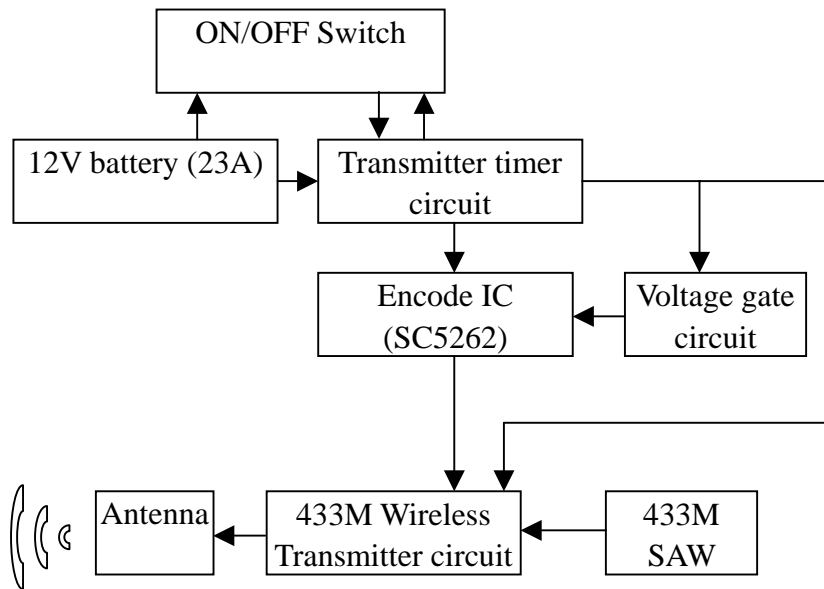 ON/OFF Switch
12V battery (23A)
Transmitter timer
circuit
Encode IC
(SC5262)
Voltage gate
circuit
Antenna
433M Wireless
Transmitter circuit
433M
SAW